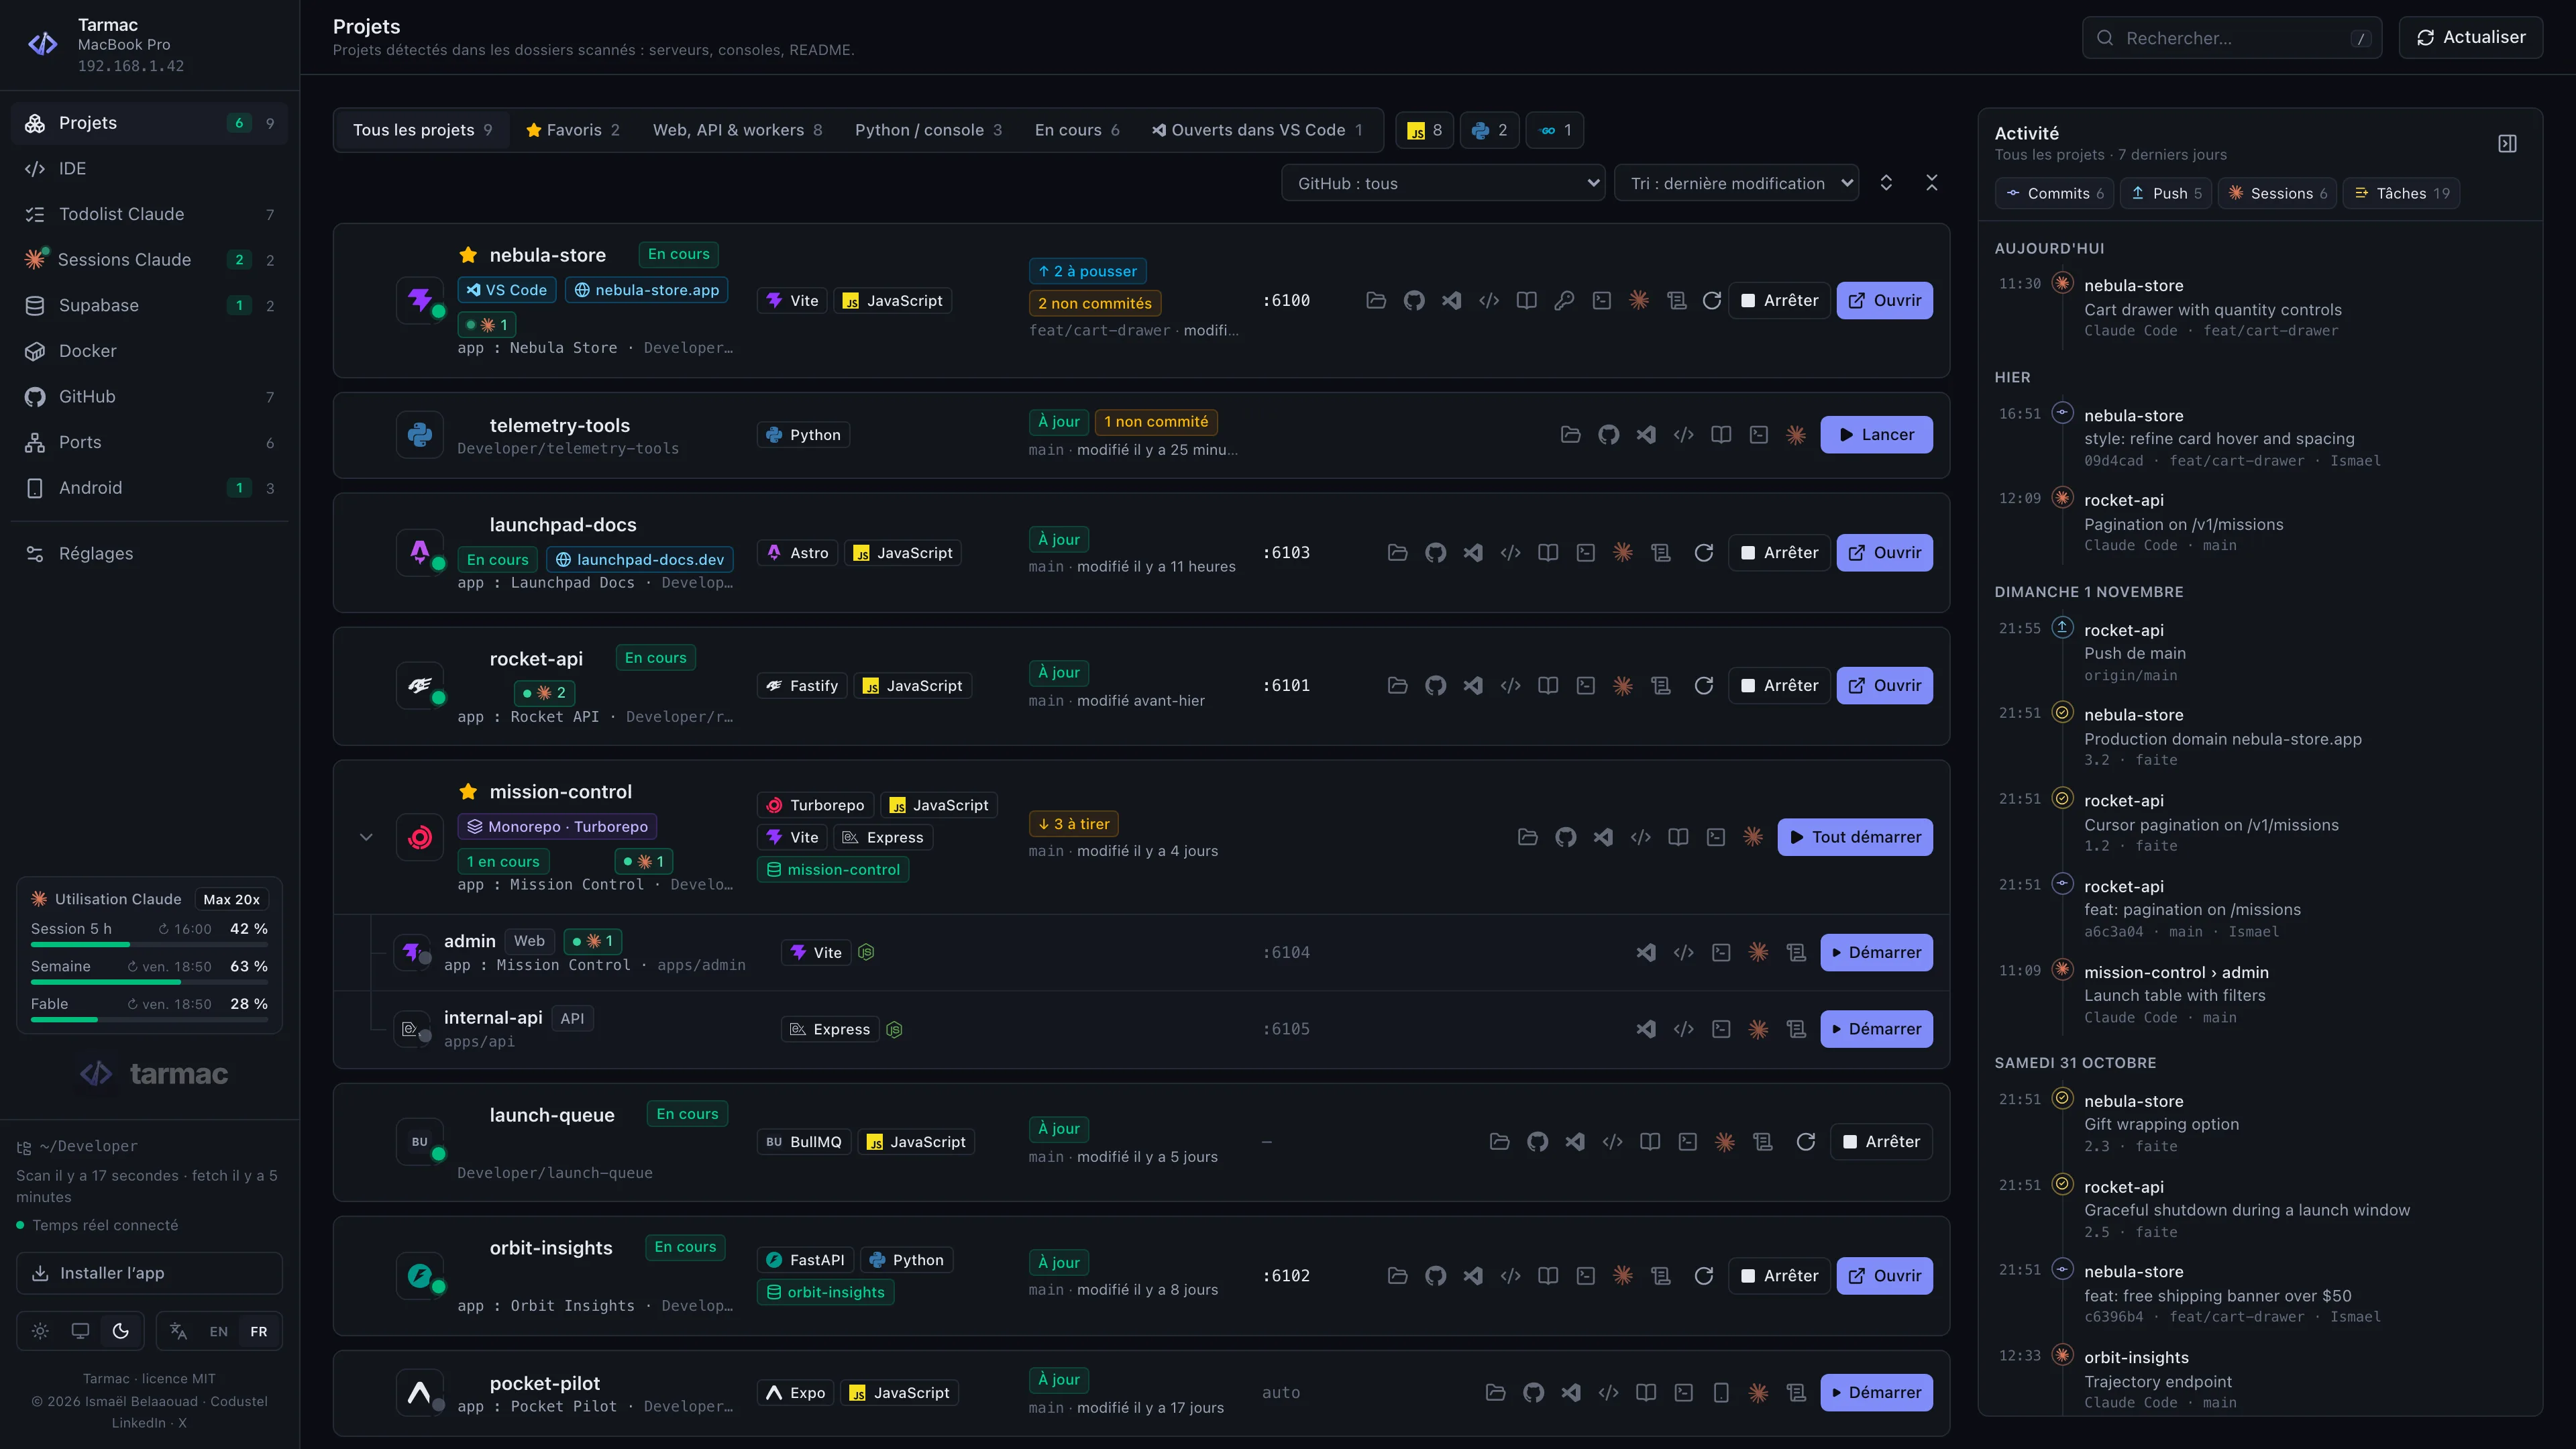 Tarmac
MacBook Pro
192.168.1.42
Projets 6 9
IDE
Todolist Claude 7
Sessions Claude 2 2
Supabase 1 2
Docker
GitHub 7
Ports 6
Android 1 3
Réglages
Utilisation Claude Max 20x
Session 5 h 16:00 42 %
Semaine ven. 18:50 63 %
Fable ven. 18:50 28 %
tarmac
~/Developer
Scan il y a 17 secondes · fetch il y a 5
minutes
Temps réel connecté
Installer l'app
EN FR
Tarmac · licence MIT
© 2026 Ismaël Belaaouad · Codustel
LinkedIn · X
Projets
Projets détectés dans les dossiers scannés : serveurs, consoles, README.
Rechercher... /
Actualiser
Tous les projets 9 Favoris 2 Web, API & workers 8 Python / console 3 En cours 6 Ouverts dans VS Code 1 JS 8 2 GO 1
GitHub : tous Tri : dernière modification
nebula-store En cours
VS Code nebula-store.app
1
app : Nebula Store · Developer…
Vite JS JavaScript
↑ 2 à pousser
2 non commités
feat/cart-drawer · modifi…
:6100
Arrêter Ouvrir
telemetry-tools
Developer/telemetry-tools
Python
À jour 1 non commité
main · modifié il y a 25 minu…
Lancer
launchpad-docs
En cours launchpad-docs.dev
app : Launchpad Docs · Develop…
Astro JS JavaScript
À jour
main · modifié il y a 11 heures
:6103
Arrêter Ouvrir
rocket-api En cours
2
app : Rocket API · Developer/r…
Fastify JS JavaScript
À jour
main · modifié avant-hier
:6101
Arrêter Ouvrir
mission-control
Monorepo · Turborepo
1 en cours 1
app : Mission Control · Develo…
Turborepo JS JavaScript
Vite ex Express
mission-control
↓ 3 à tirer
main · modifié il y a 4 jours
Tout démarrer
admin Web 1
app : Mission Control · apps/admin
Vite
:6104
Démarrer
internal-api API
apps/api
ex Express
:6105
Démarrer
launch-queue En cours
BU
Developer/launch-queue
BU BullMQ JS JavaScript
À jour
main · modifié il y a 5 jours
—
Arrêter
orbit-insights En cours
app : Orbit Insights · Develop…
FastAPI Python
orbit-insights
À jour
main · modifié il y a 8 jours
:6102
Arrêter Ouvrir
pocket-pilot
app : Pocket Pilot · Developer…
Expo JS JavaScript
À jour
main · modifié il y a 17 jours
auto
Démarrer
Activité
Tous les projets · 7 derniers jours
Commits 6 Push 5 Sessions 6 Tâches 19
AUJOURD'HUI
11:30 nebula-store
Cart drawer with quantity controls
Claude Code · feat/cart-drawer
HIER
16:51 nebula-store
style: refine card hover and spacing
09d4cad · feat/cart-drawer · Ismael
12:09 rocket-api
Pagination on /v1/missions
Claude Code · main
DIMANCHE 1 NOVEMBRE
21:55 rocket-api
Push de main
origin/main
21:51 nebula-store
Production domain nebula-store.app
3.2 · faite
21:51 rocket-api
Cursor pagination on /v1/missions
1.2 · faite
21:51 rocket-api
feat: pagination on /missions
a6c3a04 · main · Ismael
11:09 mission-control › admin
Launch table with filters
Claude Code · main
SAMEDI 31 OCTOBRE
21:51 nebula-store
Gift wrapping option
2.3 · faite
21:51 rocket-api
Graceful shutdown during a launch window
2.5 · faite
21:51 nebula-store
feat: free shipping banner over $50
c6396b4 · feat/cart-drawer · Ismael
12:33 orbit-insights
Trajectory endpoint
Claude Code · main